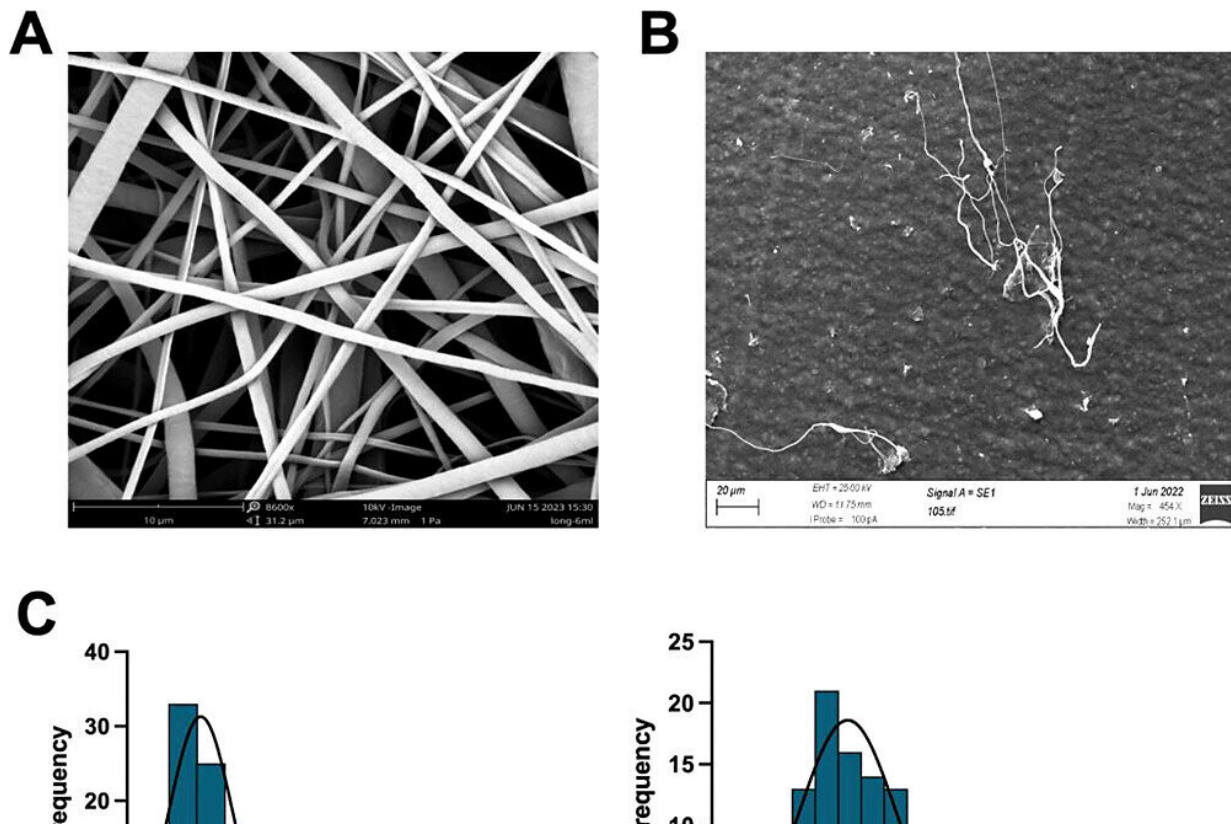 A
B
8600x 10kV -Image JUN 15 2023 15:30
10 µm 31.2 µm 7.023 mm 1 Pa long-6ml
20 µm EHT = 25.00 kV Signal A = SE1 1 Jun 2022 ZEISS
WD = 11.75 mm 105.tif Mag = 454 X
I Probe = 100 pA Width = 252.1 µm
C
40
30
20
requency
25
20
15
10
requency